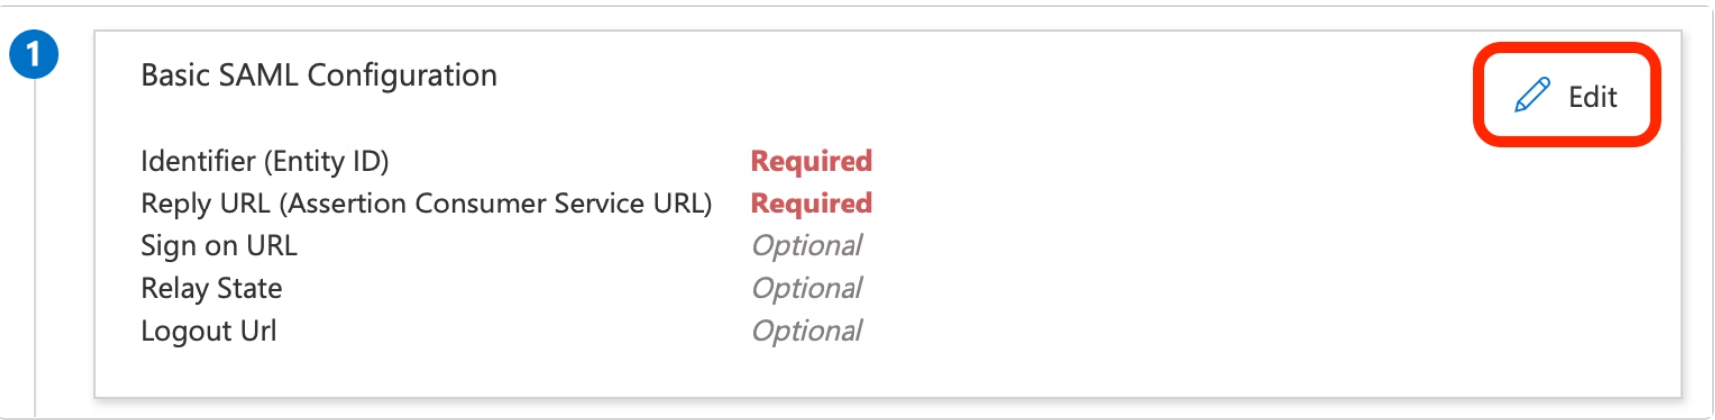 1
Basic SAML Configuration
Edit
Identifier (Entity ID) Required
Reply URL (Assertion Consumer Service URL) Required
Sign on URL Optional
Relay State Optional
Logout Url Optional